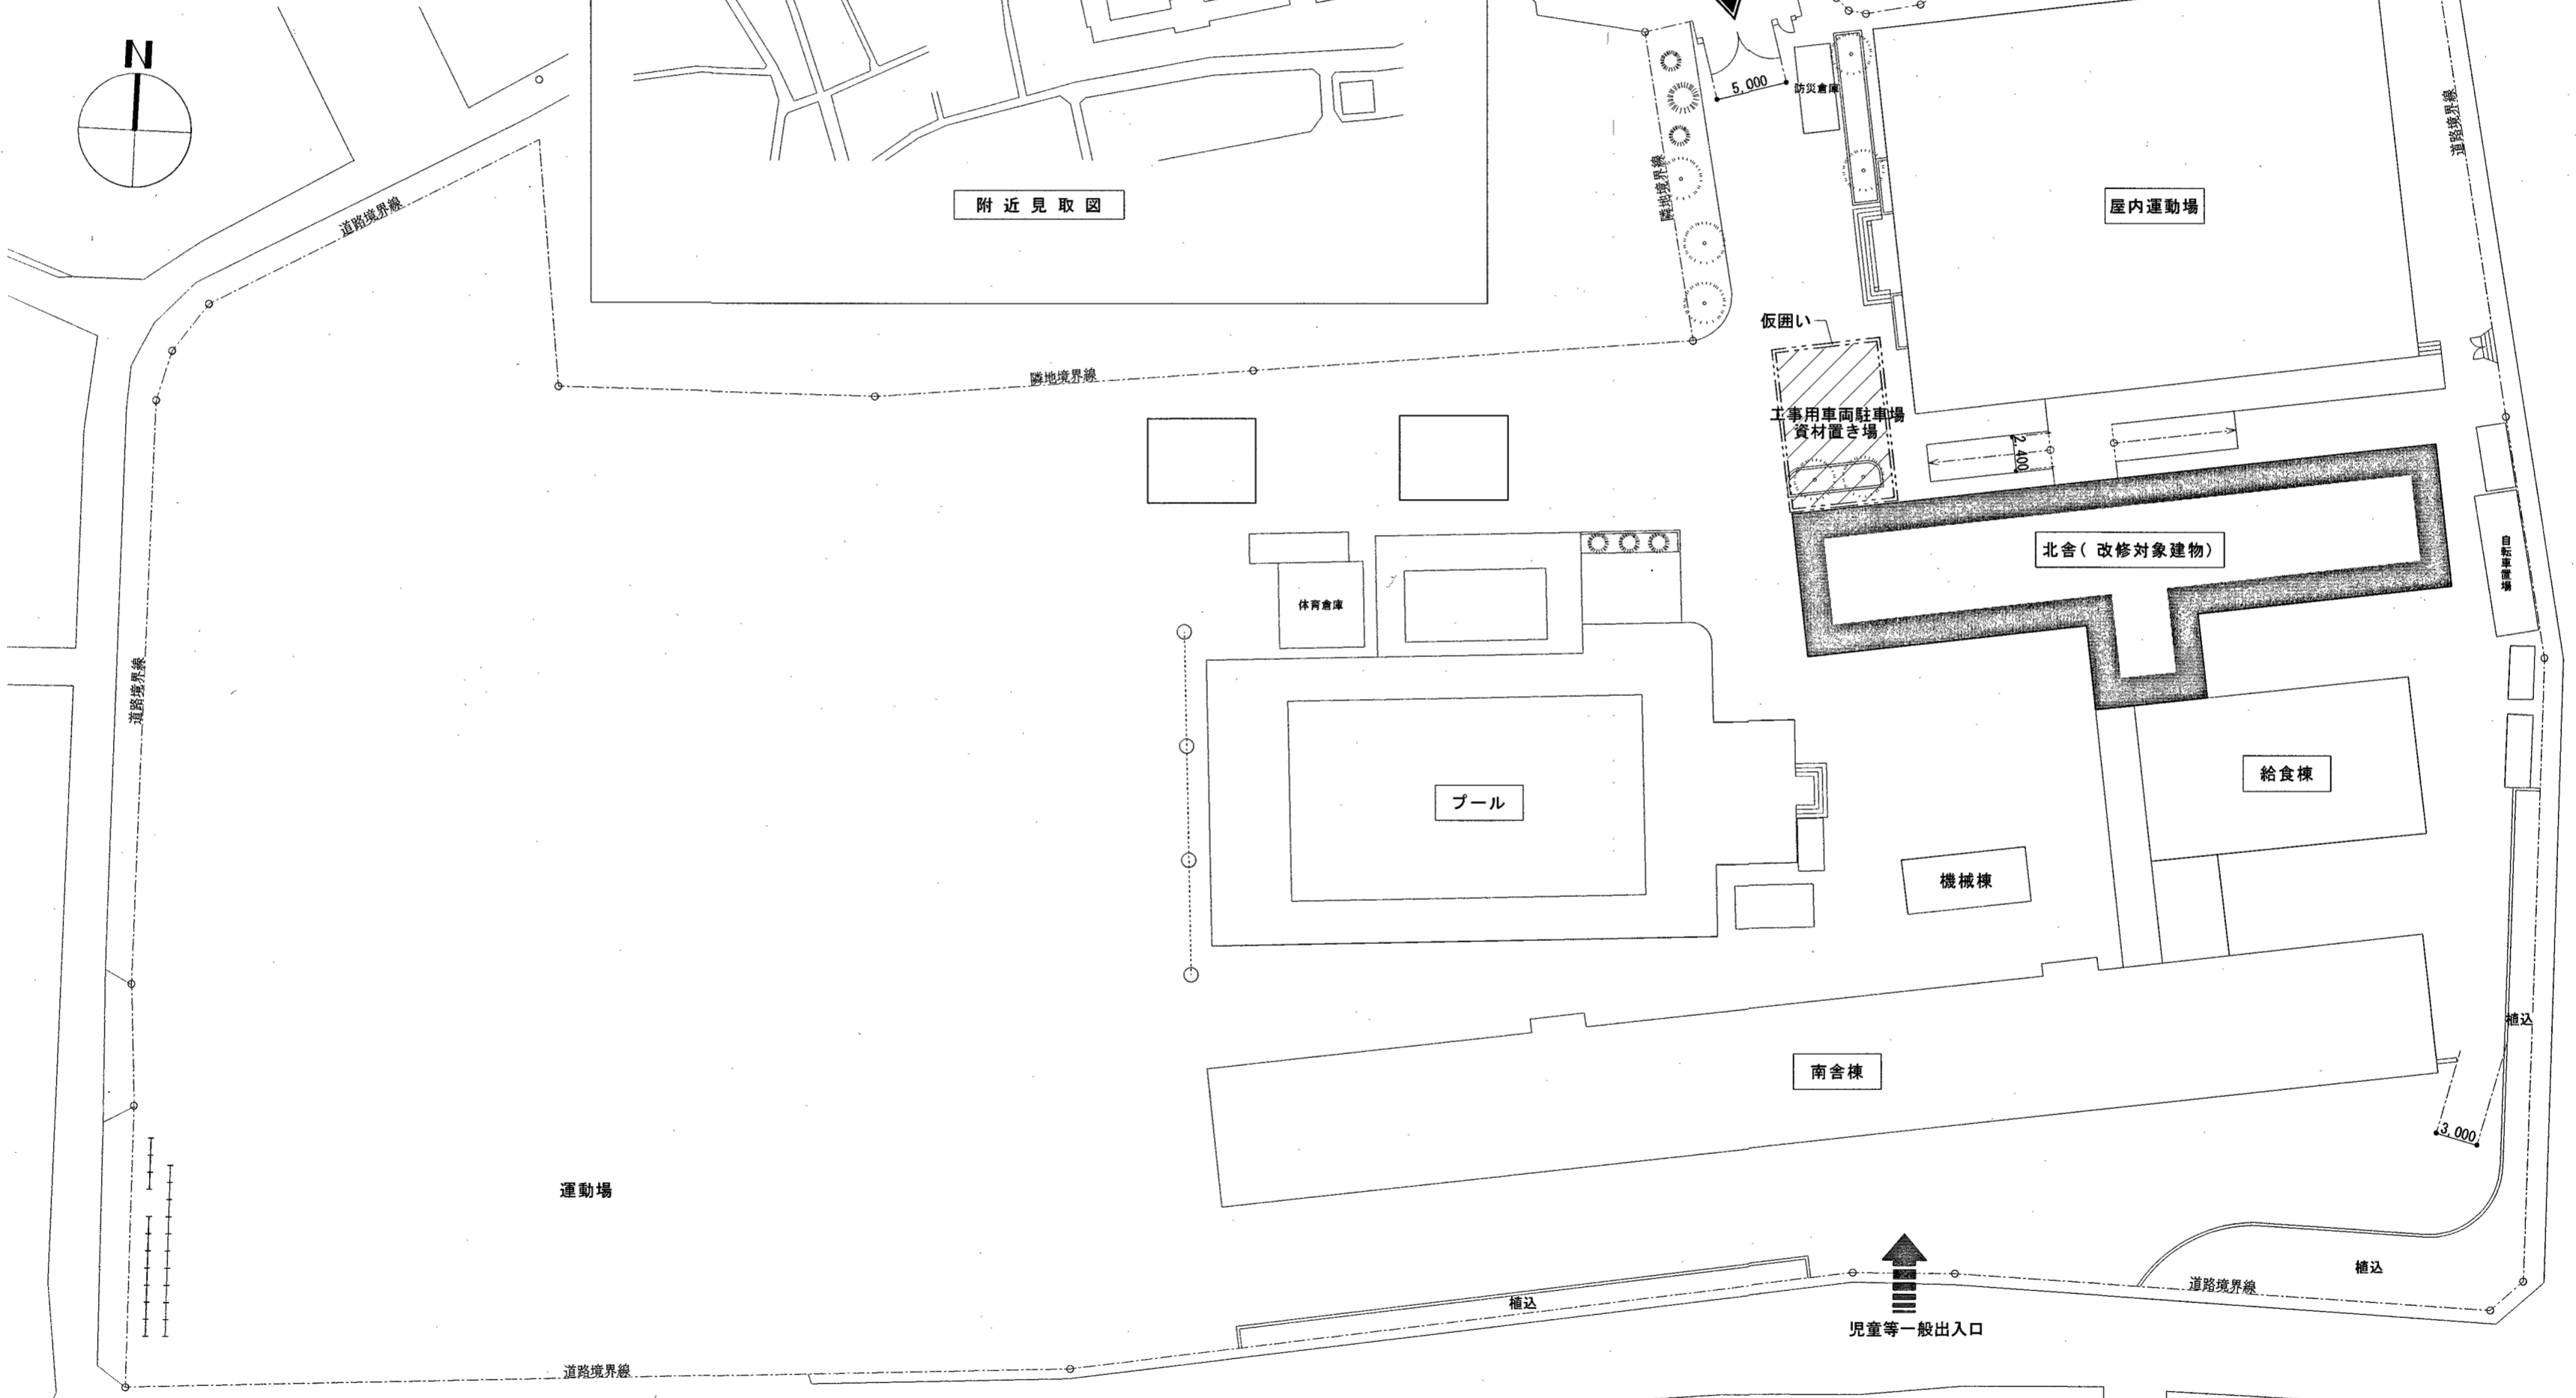 N
5,000
防災倉庫
道路境界線
隣地境界線
道路境界線
附近見取図
屋内運動場
仮囲い
隣地境界線
工事用車両駐車場
資材置き場
2,400
北舎(改修対象建物)
自転車置場
体育倉庫
道路境界線
給食棟
プール
機械棟
植込
南舎棟
3,000
運動場
植込
道路境界線
植込
児童等一般出入口
道路境界線